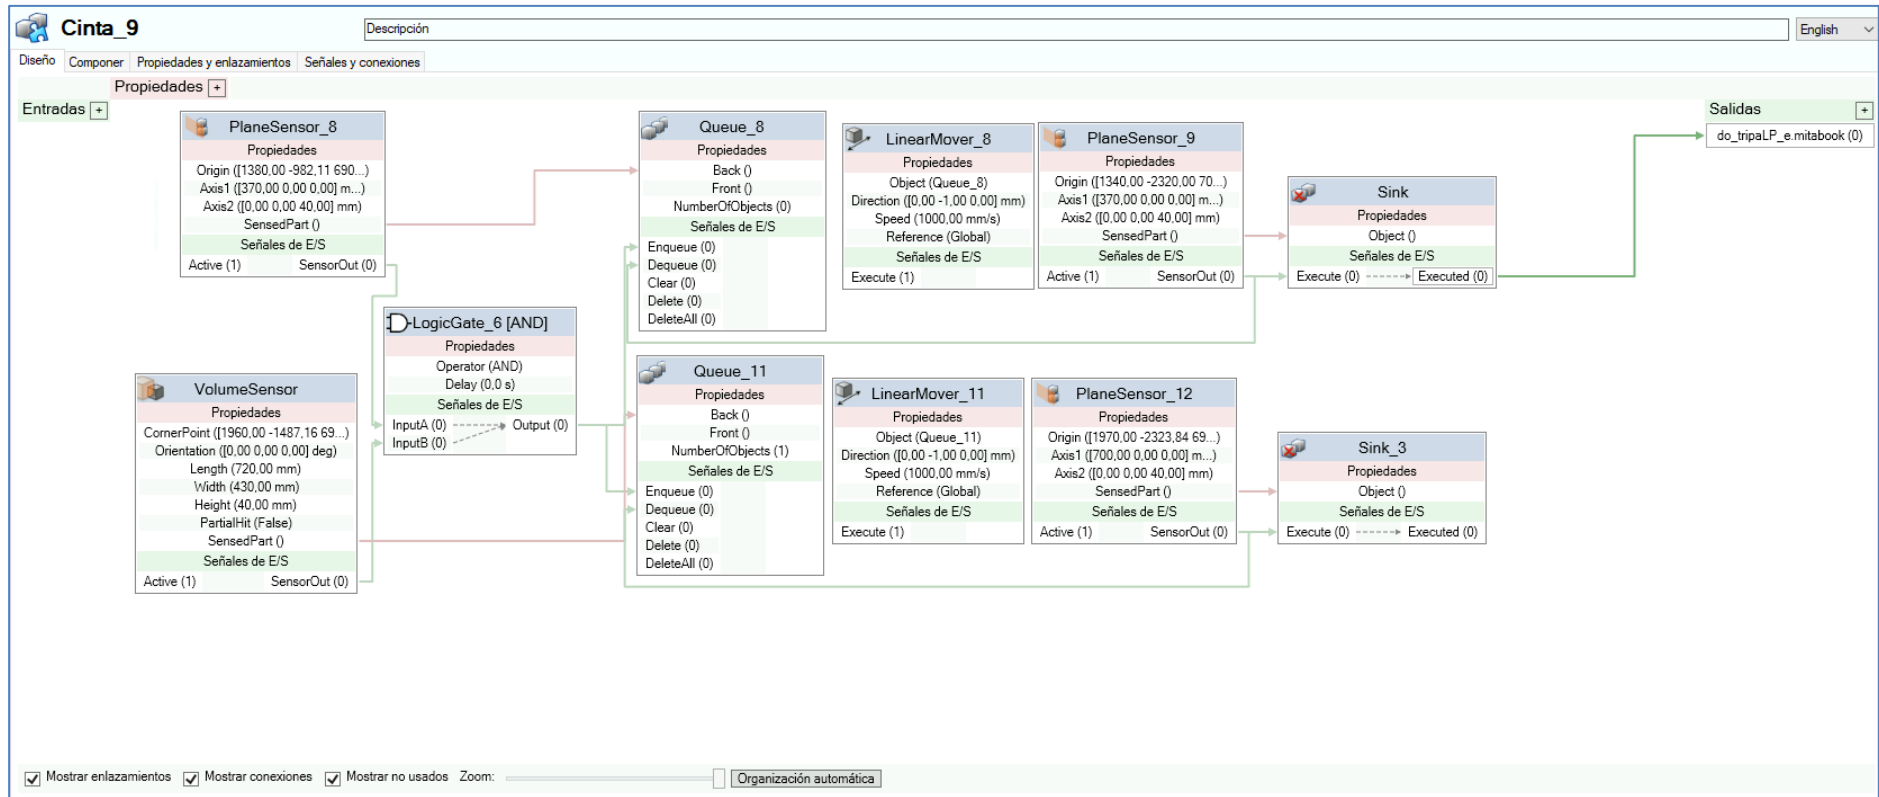 Cinta_9
Descripción
English
Diseño
Componer
Propiedades y enlazamientos
Señales y conexiones
Propiedades +
Entradas +
Salidas +
do_tripaLP_e.mitabook (0)
PlaneSensor_8
Propiedades
Origin ([1380,00 -982,11 690...)
Axis1 ([370,00 0,00 0,00] m...)
Axis2 ([0,00 0,00 40,00] mm)
SensedPart ()
Señales de E/S
Active (1) SensorOut (0)
Queue_8
Propiedades
Back ()
Front ()
NumberOfObjects (0)
Señales de E/S
Enqueue (0)
Dequeue (0)
Clear (0)
Delete (0)
DeleteAll (0)
LinearMover_8
Propiedades
Object (Queue_8)
Direction ([0,00 -1,00 0,00] mm)
Speed (1000,00 mm/s)
Reference (Global)
Señales de E/S
Execute (1)
PlaneSensor_9
Propiedades
Origin ([1340,00 -2320,00 70...)
Axis1 ([370,00 0,00 0,00] m...)
Axis2 ([0,00 0,00 40,00] mm)
SensedPart ()
Señales de E/S
Active (1) SensorOut (0)
Sink
Propiedades
Object ()
Señales de E/S
Execute (0) Executed (0)
LogicGate_6 [AND]
Propiedades
Operator (AND)
Delay (0,0 s)
Señales de E/S
InputA (0) Output (0)
InputB (0)
VolumeSensor
Propiedades
CornerPoint ([1960,00 -1487,16 69...)
Orientation ([0,00 0,00 0,00] deg)
Length (720,00 mm)
Width (430,00 mm)
Height (40,00 mm)
PartialHit (False)
SensedPart ()
Señales de E/S
Active (1) SensorOut (0)
Queue_11
Propiedades
Back ()
Front ()
NumberOfObjects (1)
Señales de E/S
Enqueue (0)
Dequeue (0)
Clear (0)
Delete (0)
DeleteAll (0)
LinearMover_11
Propiedades
Object (Queue_11)
Direction ([0,00 -1,00 0,00] mm)
Speed (1000,00 mm/s)
Reference (Global)
Señales de E/S
Execute (1)
PlaneSensor_12
Propiedades
Origin ([1970,00 -2323,84 69...)
Axis1 ([700,00 0,00 0,00] m...)
Axis2 ([0,00 0,00 40,00] mm)
SensedPart ()
Señales de E/S
Active (1) SensorOut (0)
Sink_3
Propiedades
Object ()
Señales de E/S
Execute (0) Executed (0)
Mostrar enlazamientos Mostrar conexiones Mostrar no usados Zoom: Organización automática